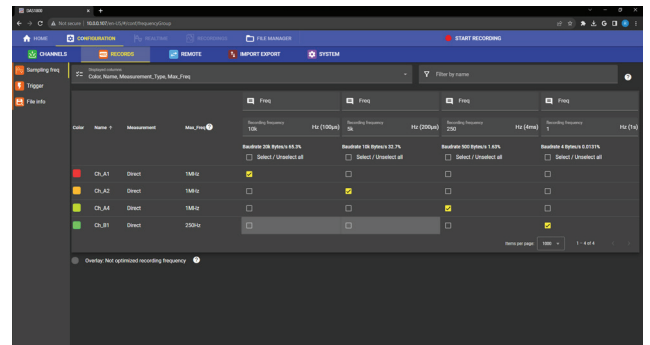 DAS1800
Not secure 10.0.0.107/en-US/#/conf/frequencyGroup
HOME CONFIGURATION REALTIME RECORDINGS FILE MANAGER START RECORDING
CHANNELS RECORDS REMOTE IMPORT EXPORT SYSTEM
Sampling freq
Trigger
File info
Displayed columns
Color, Name, Measurement_Type, Max_Freq
Filter by name
Freq Freq Freq Freq
Color Name ↑ Measurement Max_Freq
Recording frequency 10k Hz (100µs)
Recording frequency 5k Hz (200µs)
Recording frequency 250 Hz (4ms)
Recording frequency 1 Hz (1s)
Baudrate 20k Bytes/s 65.3% Baudrate 10k Bytes/s 32.7% Baudrate 500 Bytes/s 1.63% Baudrate 4 Bytes/s 0.0131%
Select / Unselect all Select / Unselect all Select / Unselect all Select / Unselect all
Ch_A1 Direct 1MHz
Ch_A2 Direct 1MHz
Ch_A4 Direct 1MHz
Ch_B1 Direct 250Hz
Items per page: 1000 1 – 4 of 4
Overlay: Not optimized recording frequency